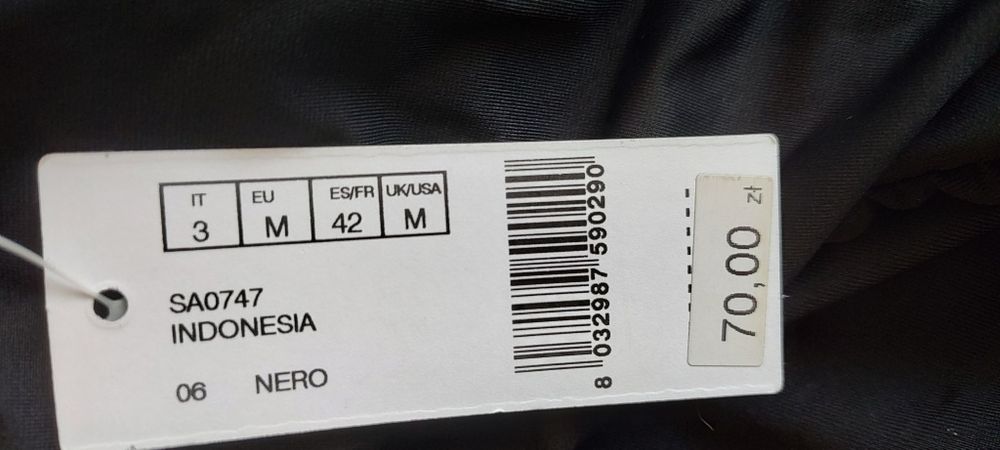 IT EU ES/FR UK/USA
3 M 42 M
SA0747
INDONESIA
06 NERO
8 032987 590290
70,00 zł